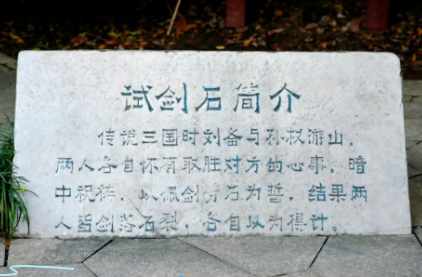 试剑石简介
传说三国时刘备与孙权游山，
两人各自怀有取胜对方的心事，暗
中祝祷，以佩剑劈石为誓，结果两
人皆剑落石裂，各自以为得计。